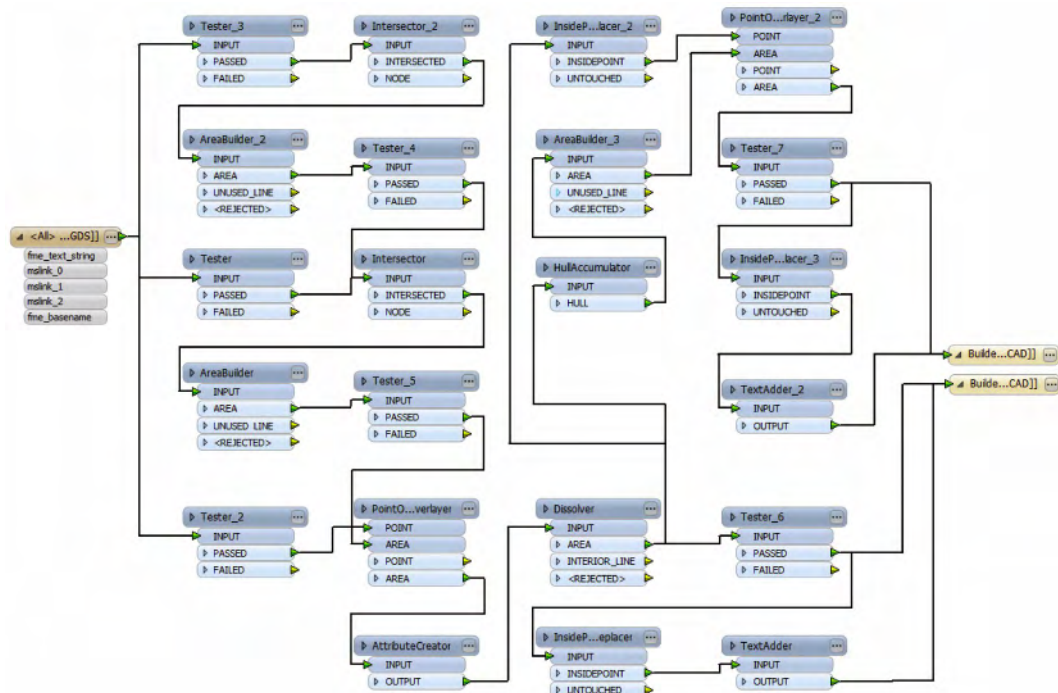 <All> ...GDS]]
fme_text_string
mslink_0
mslink_1
mslink_2
fme_basename
Tester_3
INPUT
PASSED
FAILED
Intersector_2
INPUT
INTERSECTED
NODE
AreaBuilder_2
INPUT
AREA
UNUSED_LINE
<REJECTED>
Tester_4
INPUT
PASSED
FAILED
Tester
INPUT
PASSED
FAILED
Intersector
INPUT
INTERSECTED
NODE
AreaBuilder
INPUT
AREA
UNUSED LINE
<REJECTED>
Tester_5
INPUT
PASSED
FAILED
Tester_2
INPUT
PASSED
FAILED
PointO...verlayer
POINT
AREA
POINT
AREA
AttributeCreator
INPUT
OUTPUT
InsideP...lacer_2
INPUT
INSIDEPOINT
UNTOUCHED
PointO...rlayer_2
POINT
AREA
POINT
AREA
AreaBuilder_3
INPUT
AREA
UNUSED_LINE
<REJECTED>
Tester_7
INPUT
PASSED
FAILED
HullAccumulator
INPUT
HULL
InsideP...lacer_3
INPUT
INSIDEPOINT
UNTOUCHED
TextAdder_2
INPUT
OUTPUT
Dissolver
INPUT
AREA
INTERIOR_LINE
<REJECTED>
Tester_6
INPUT
PASSED
FAILED
InsideP...eplacer
INPUT
INSIDEPOINT
UNTOUCHED
TextAdder
INPUT
OUTPUT
Builde...CAD]]
Builde...CAD]]